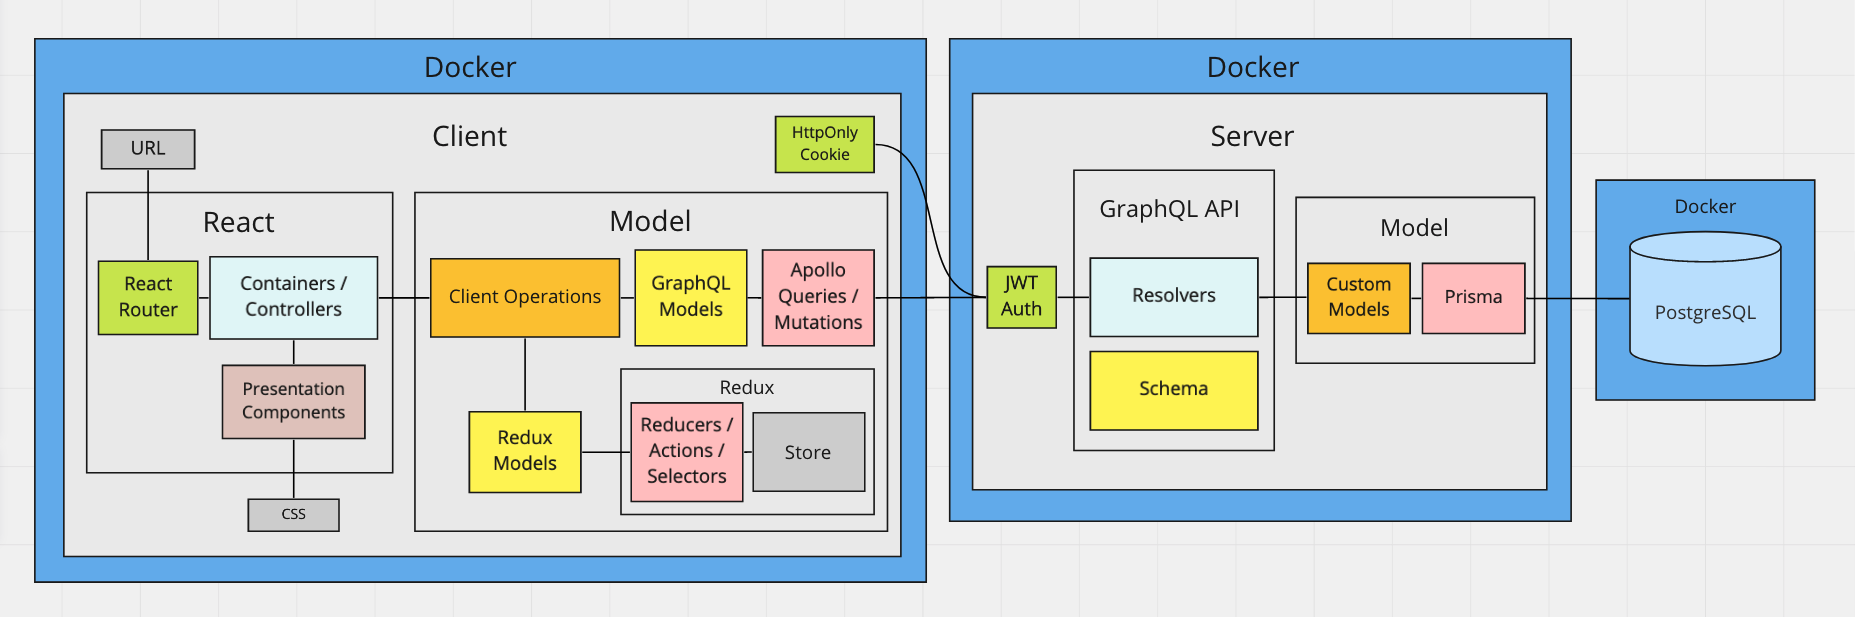 Docker
Client
HttpOnly
Cookie
URL
React
React
Router
Containers /
Controllers
Presentation
Components
CSS
Model
Client Operations
GraphQL
Models
Apollo
Queries /
Mutations
Redux
Models
Redux
Reducers /
Actions /
Selectors
Store
Docker
Server
JWT
Auth
GraphQL API
Resolvers
Schema
Model
Custom
Models
Prisma
Docker
PostgreSQL